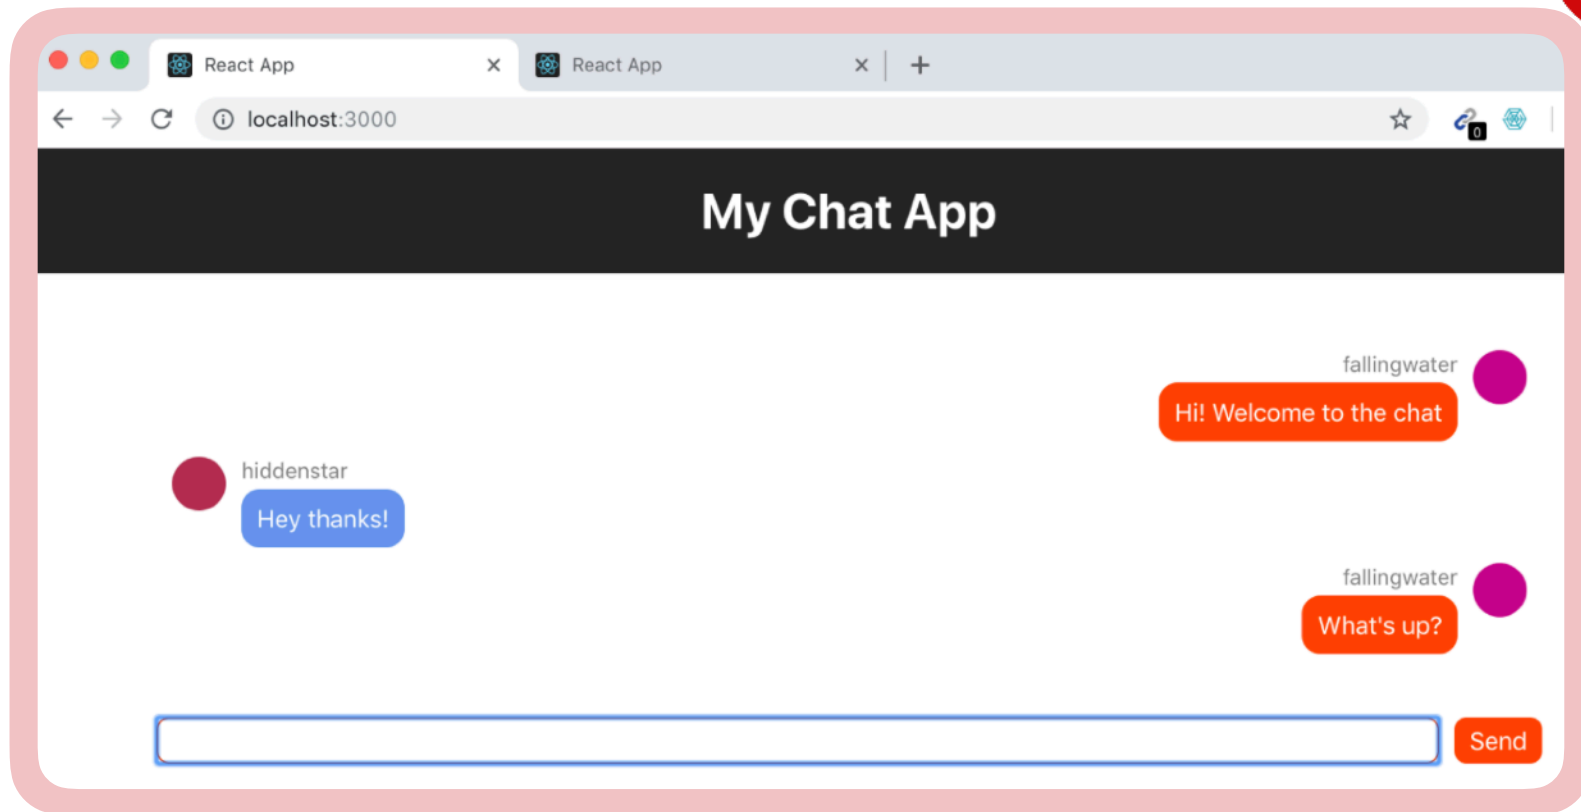 React App
React App
localhost:3000
0
My Chat App
fallingwater
Hi! Welcome to the chat
hiddenstar
Hey thanks!
fallingwater
What's up?
Send